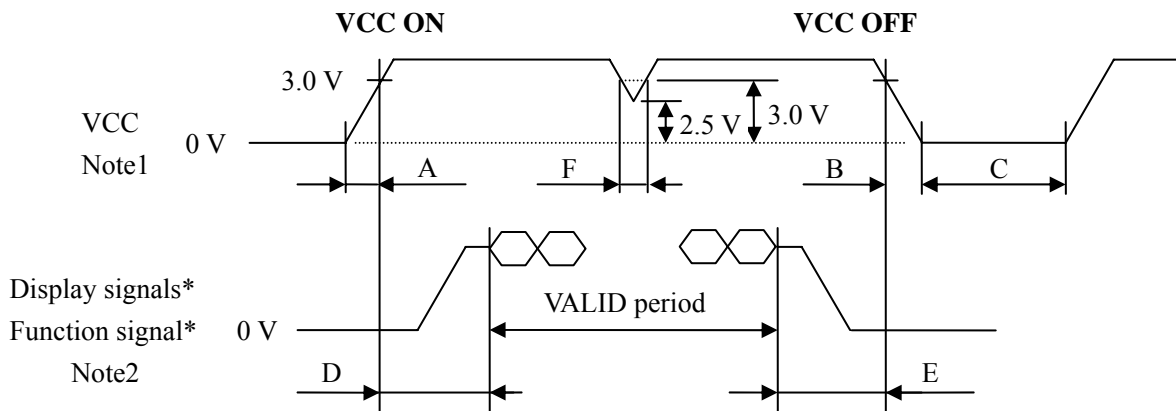 VCC ON
VCC OFF
3.0 V
VCC
Note1
0 V
2.5 V
3.0 V
A
F
B
C
Display signals*
Function signal*
Note2
0 V
VALID period
D
E